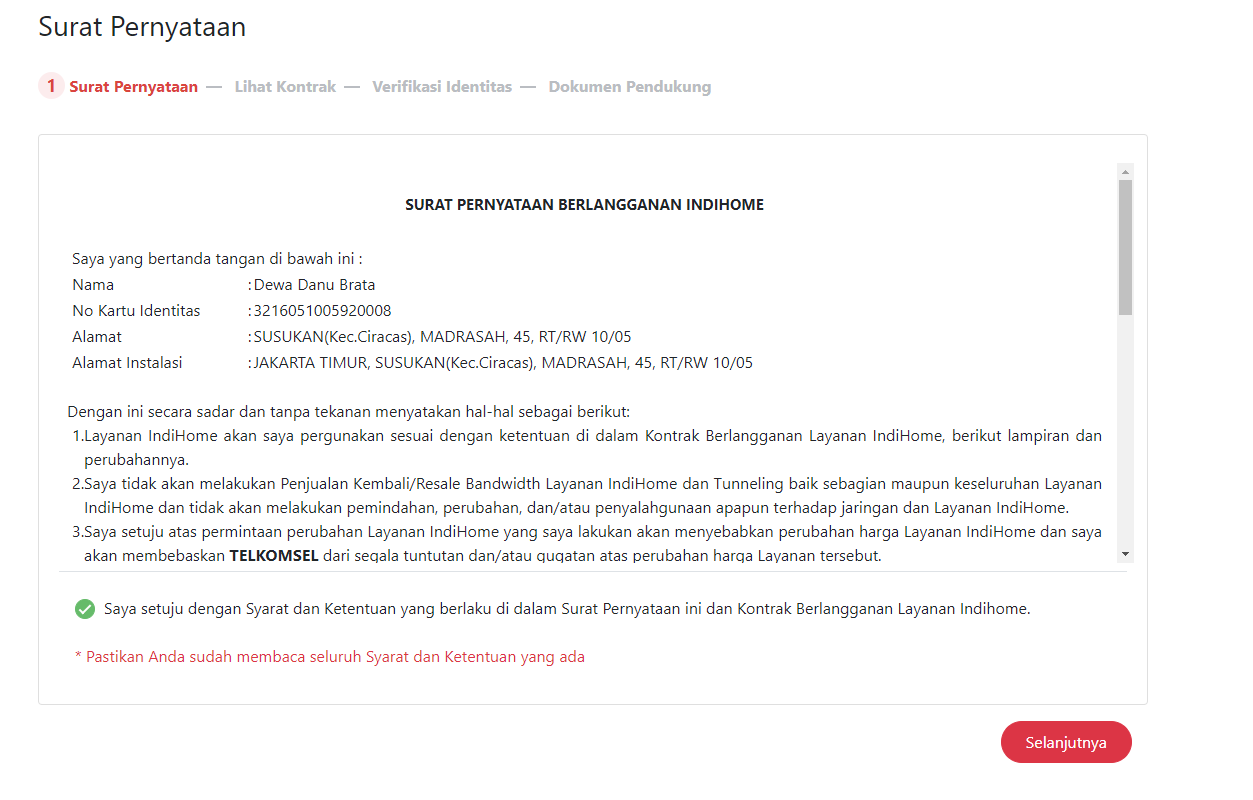 Surat Pernyataan
1 Surat Pernyataan — Lihat Kontrak — Verifikasi Identitas — Dokumen Pendukung
SURAT PERNYATAAN BERLANGGANAN INDIHOME
Saya yang bertanda tangan di bawah ini :
Nama :Dewa Danu Brata
No Kartu Identitas :3216051005920008
Alamat :SUSUKAN(Kec.Ciracas), MADRASAH, 45, RT/RW 10/05
Alamat Instalasi :JAKARTA TIMUR, SUSUKAN(Kec.Ciracas), MADRASAH, 45, RT/RW 10/05
Dengan ini secara sadar dan tanpa tekanan menyatakan hal-hal sebagai berikut:
1.Layanan IndiHome akan saya pergunakan sesuai dengan ketentuan di dalam Kontrak Berlangganan Layanan IndiHome, berikut lampiran dan
perubahannya.
2.Saya tidak akan melakukan Penjualan Kembali/Resale Bandwidth Layanan IndiHome dan Tunneling baik sebagian maupun keseluruhan Layanan
IndiHome dan tidak akan melakukan pemindahan, perubahan, dan/atau penyalahgunaan apapun terhadap jaringan dan Layanan IndiHome.
3.Saya setuju atas permintaan perubahan Layanan IndiHome yang saya lakukan akan menyebabkan perubahan harga Layanan IndiHome dan saya
akan membebaskan TELKOMSEL dari segala tuntutan dan/atau gugatan atas perubahan harga Layanan tersebut.
Saya setuju dengan Syarat dan Ketentuan yang berlaku di dalam Surat Pernyataan ini dan Kontrak Berlangganan Layanan Indihome.
* Pastikan Anda sudah membaca seluruh Syarat dan Ketentuan yang ada
Selanjutnya